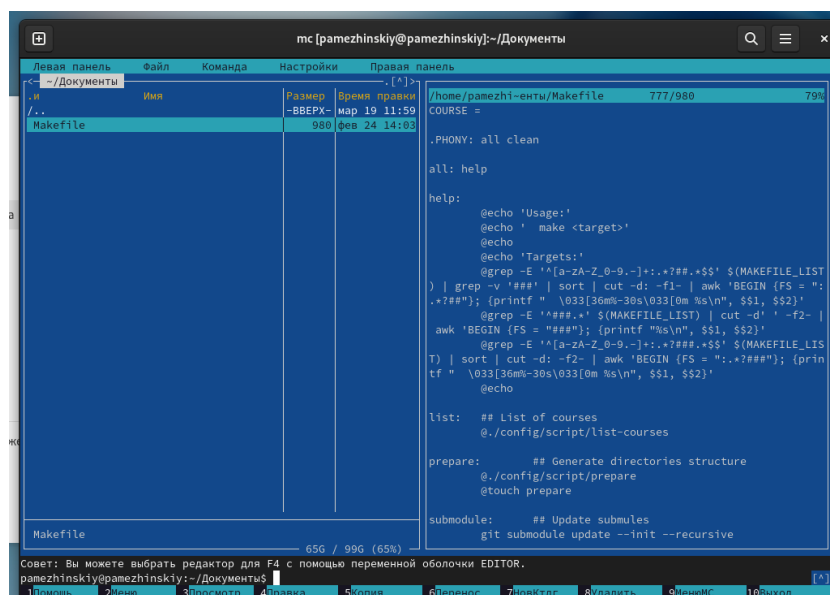 mc [pamezhinskiy@pamezhinskiy]:~/Документы
Левая панель Файл Команда Настройки Правая панель
<— ~/Документы .[^]>
.и Имя Размер Время правки
/.. -ВВЕРХ- мар 19 11:59
Makefile 980 фев 24 14:03
Makefile
65G / 99G (65%)
/home/pamezhi~енты/Makefile 777/980 79%
COURSE =
.PHONY: all clean
all: help
help:
@echo 'Usage:'
@echo '  make <target>'
@echo
@echo 'Targets:'
@grep -E '^[a-zA-Z_0-9.-]+:.*?##.*$$' $(MAKEFILE_LIST
) | grep -v '###' | sort | cut -d: -f1- | awk 'BEGIN {FS = ":
.*?##"}; {printf "  \033[36m%-30s\033[0m %s\n", $$1, $$2}'
@grep -E '^###.*' $(MAKEFILE_LIST) | cut -d' ' -f2- |
awk 'BEGIN {FS = "###"}; {printf "%s\n", $$1, $$2}'
@grep -E '^[a-zA-Z_0-9.-]+:.*?###.*$$' $(MAKEFILE_LIS
T) | sort | cut -d: -f2- | awk 'BEGIN {FS = ":.*?###"}; {prin
tf "  \033[36m%-30s\033[0m %s\n", $$1, $$2}'
@echo
list: ## List of courses
@./config/script/list-courses
prepare: ## Generate directories structure
@./config/script/prepare
@touch prepare
submodule: ## Update submules
git submodule update --init --recursive
Совет: Вы можете выбрать редактор для F4 с помощью переменной оболочки EDITOR.
pamezhinskiy@pamezhinskiy:~/Документы$ [^]
1Помощь 2Меню 3Просмотр 4Правка 5Копия 6Перенос 7НовКтлг 8Удалить 9МенюМС 10Выход